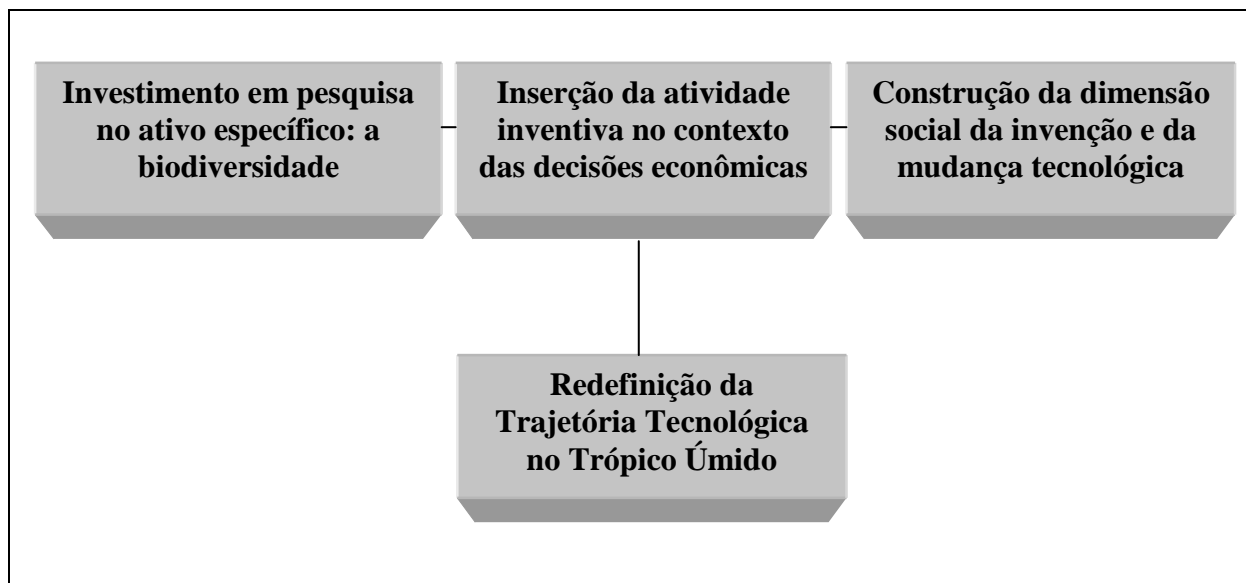 Investimento em pesquisa
no ativo específico: a
biodiversidade
Inserção da atividade
inventiva no contexto
das decisões econômicas
Construção da dimensão
social da invenção e da
mudança tecnológica
Redefinição da
Trajetória Tecnológica
no Trópico Úmido